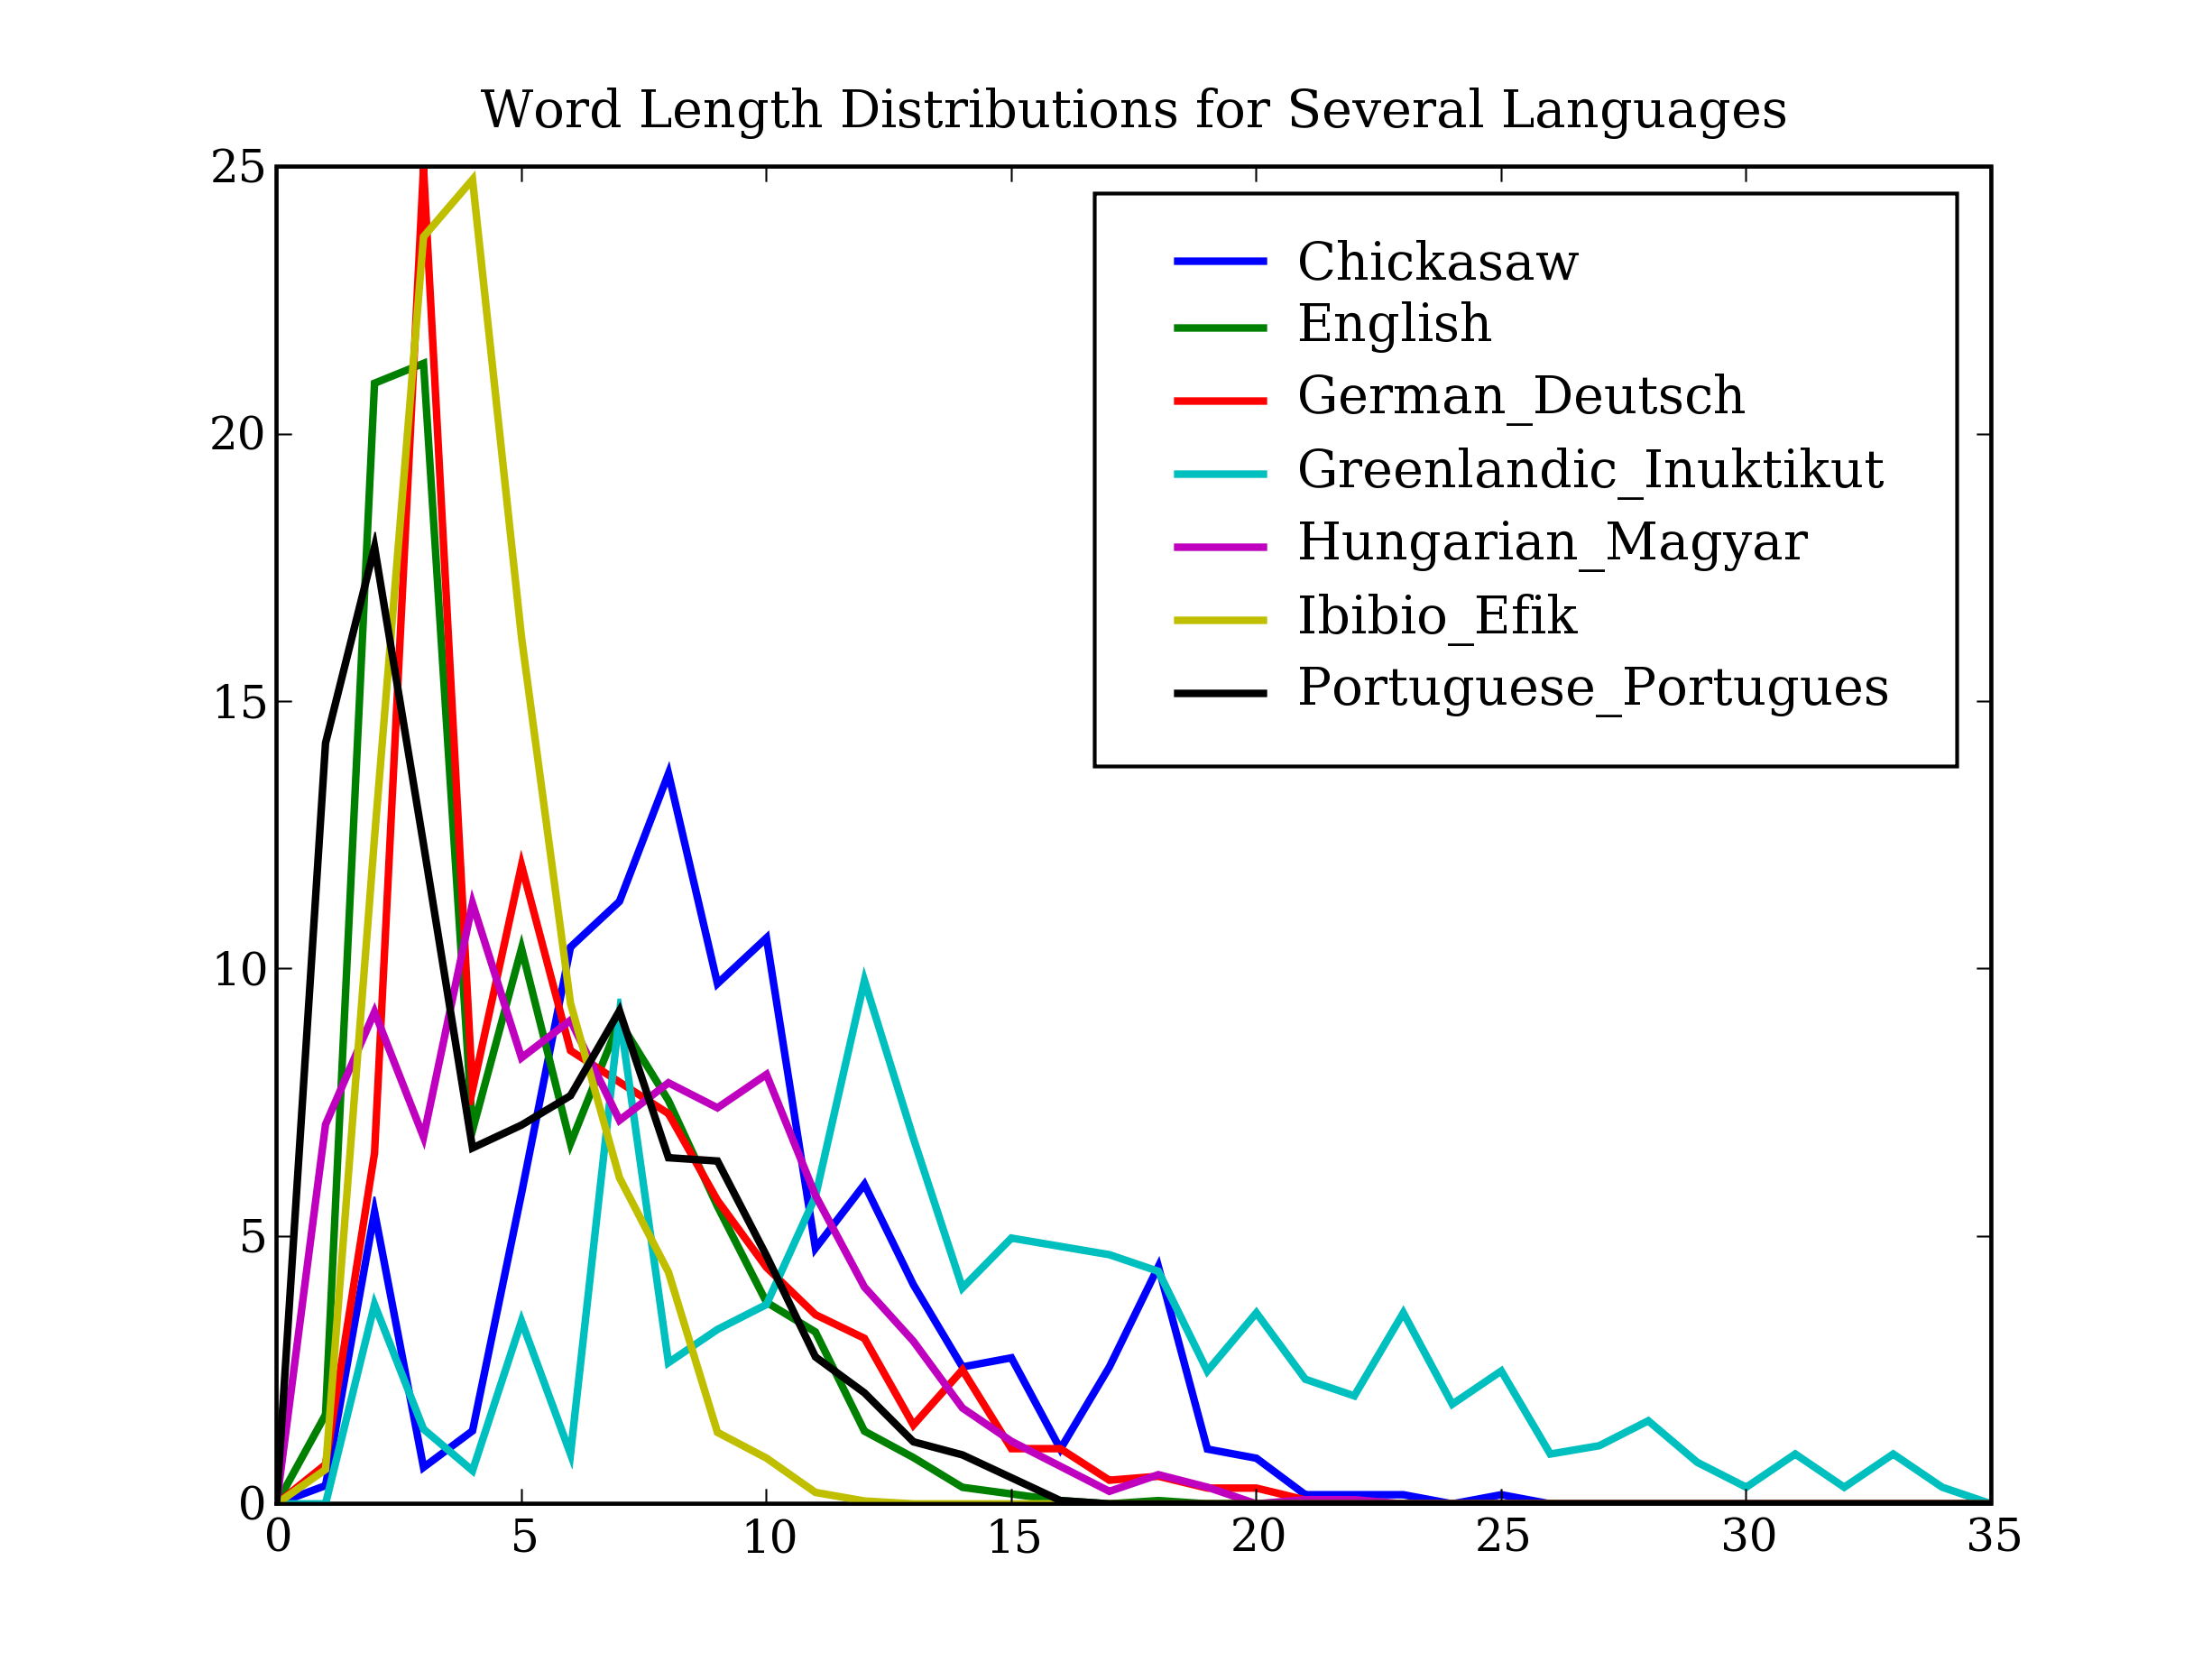 Word Length Distributions for Several Languages
25
20
15
10
5
0
Chickasaw
English
German_Deutsch
Greenlandic_Inuktikut
Hungarian_Magyar
Ibibio_Efik
Portuguese_Portugues
0 5 10 15 20 25 30 35